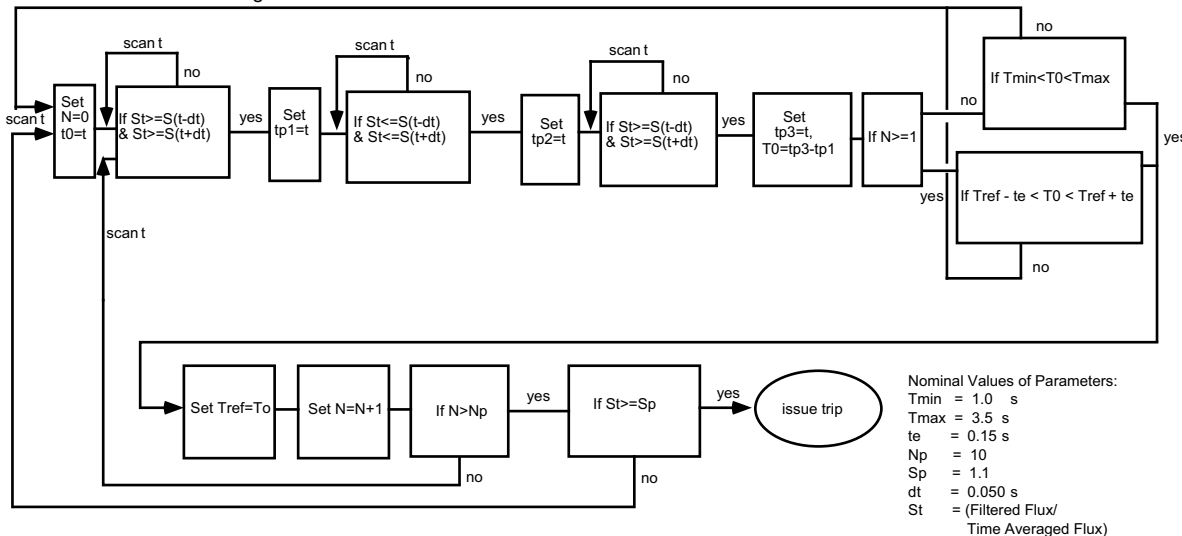 no
scan t
scan t
scan t
no
no
no
If Tmin<T0<Tmax
scan t
Set
N=0
t0=t
If St>=S(t-dt)
& St>=S(t+dt)
yes
Set
tp1=t
If St<=S(t-dt)
& St<=S(t+dt)
yes
Set
tp2=t
If St>=S(t-dt)
& St>=S(t+dt)
yes
Set
tp3=t,
T0=tp3-tp1
If N>=1
no
yes
yes
If Tref - te < T0 < Tref + te
no
scan t
Set Tref=To
Set N=N+1
If N>Np
yes
If St>=Sp
yes
issue trip
no
no
Nominal Values of Parameters:
Tmin = 1.0 s
Tmax = 3.5 s
te = 0.15 s
Np = 10
Sp = 1.1
dt = 0.050 s
St = (Filtered Flux/
Time Averaged Flux)